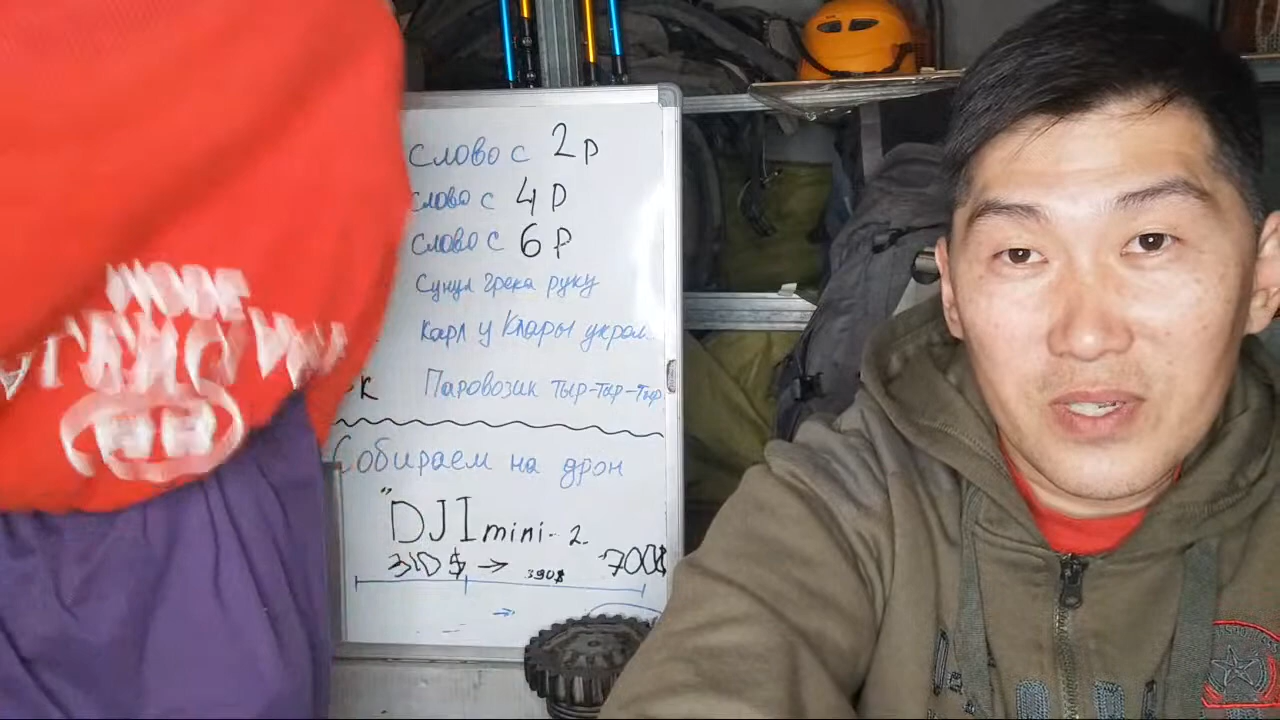 слово с 2 р
слово с 4 р
слово с 6 р
Сунул грека руку
Карл у Клары украл..
к Паровозик тыр-тыр-тыр
Собираем на дрон
"DJI mini-2
310$ → 390$ 700$
→
MODE